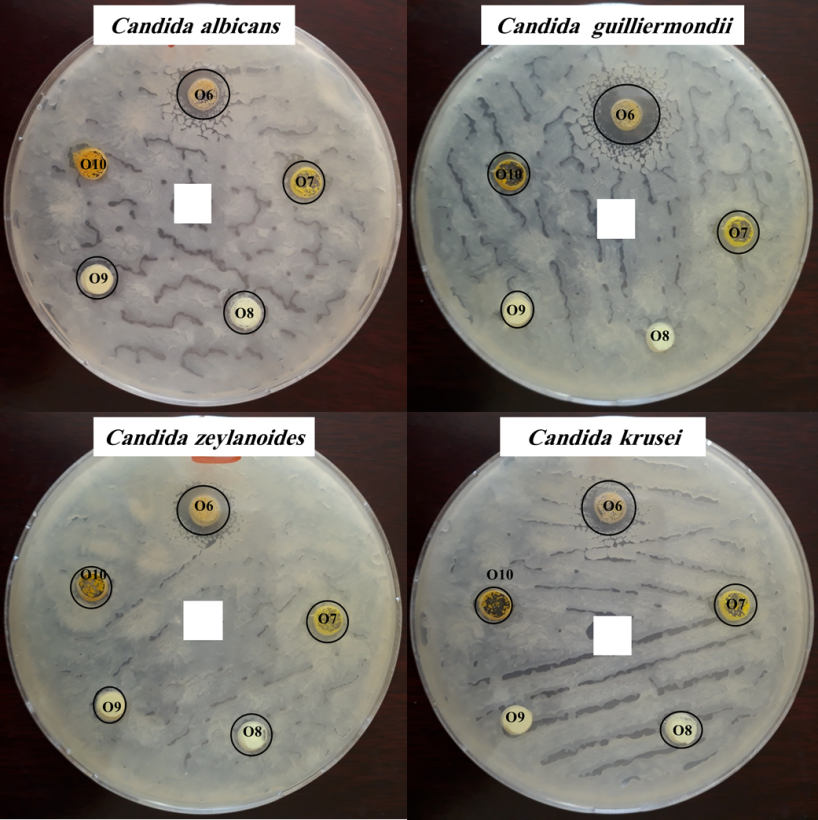 Candida albicans
O6
O10
O7
O9
O8
Candida guilliermondii
O6
O10
O7
O9
O8
Candida zeylanoides
O6
O10
O7
O9
O8
Candida krusei
O6
O10
O7
O9
O8